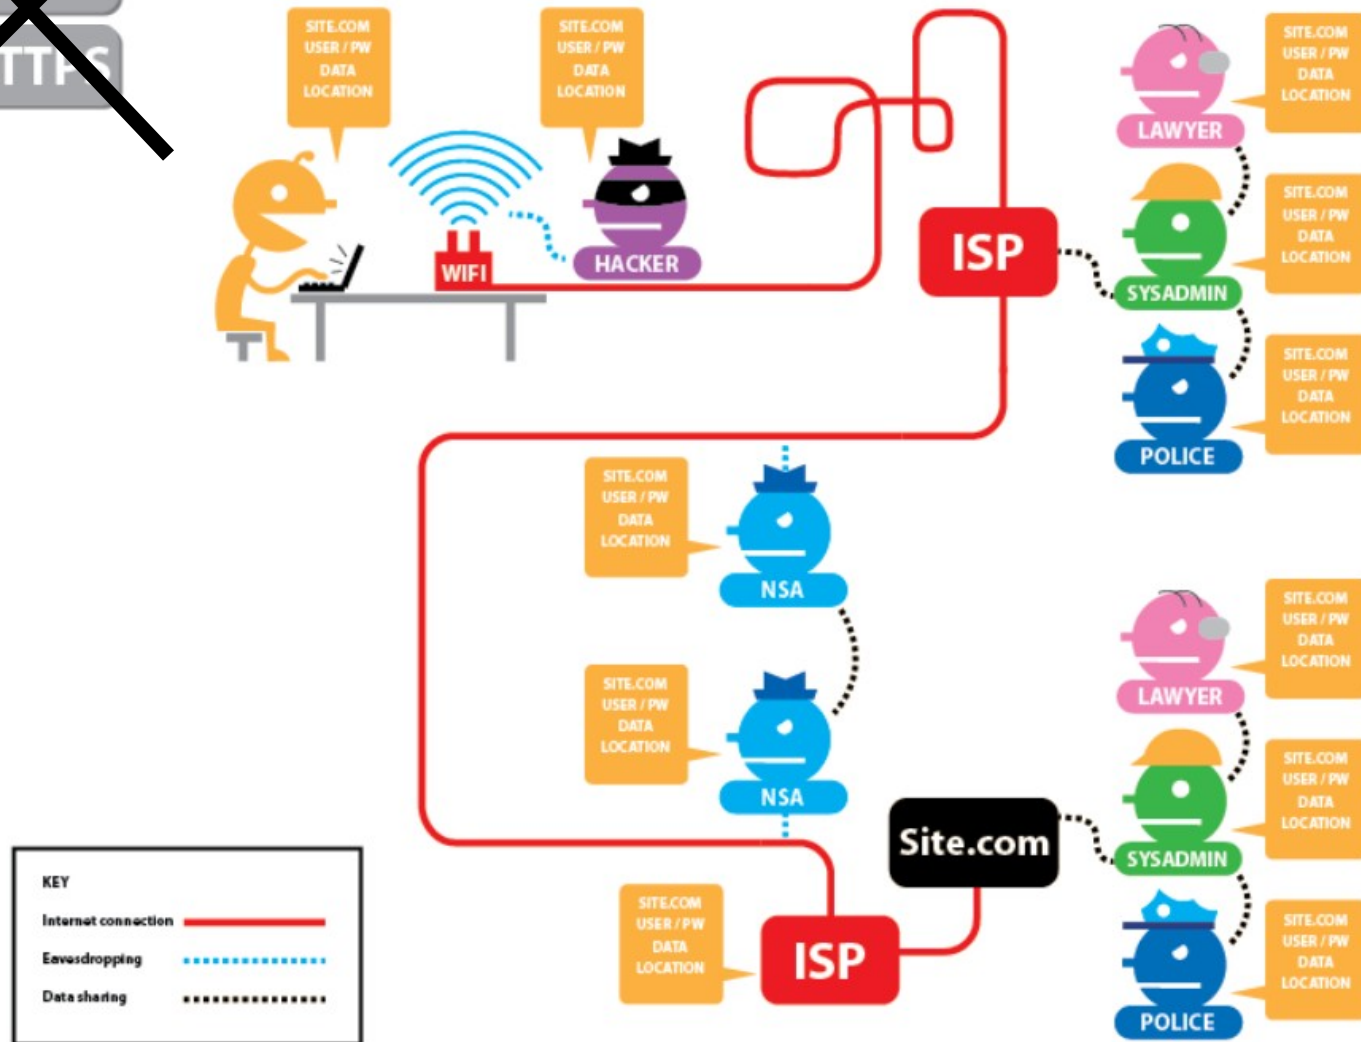 TTPS
SITE.COM
USER / PW
DATA
LOCATION
SITE.COM
USER / PW
DATA
LOCATION
WIFI
HACKER
ISP
LAWYER
SITE.COM
USER / PW
DATA
LOCATION
SYSADMIN
SITE.COM
USER / PW
DATA
LOCATION
POLICE
SITE.COM
USER / PW
DATA
LOCATION
SITE.COM
USER / PW
DATA
LOCATION
NSA
SITE.COM
USER / PW
DATA
LOCATION
NSA
Site.com
SITE.COM
USER / PW
DATA
LOCATION
ISP
LAWYER
SITE.COM
USER / PW
DATA
LOCATION
SYSADMIN
SITE.COM
USER / PW
DATA
LOCATION
POLICE
SITE.COM
USER / PW
DATA
LOCATION
KEY
Internet connection
Eavesdropping
Data sharing